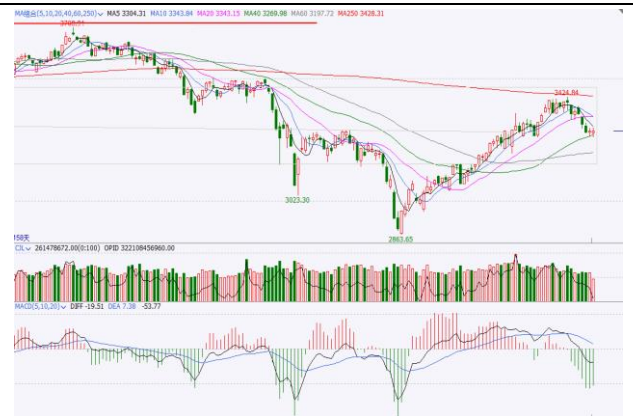 MA组合(5,10,20,40,60,250) MA5 3304.31 MA10 3343.84 MA20 3343.15 MA40 3269.98 MA60 3197.72 MA250 3428.31
3424.84
3023.30
2863.65
CJL 261478672.00(0:100) OPID 322108456960.00
MACD(5,10,20) DIFF -19.51 DEA 7.38 -53.77